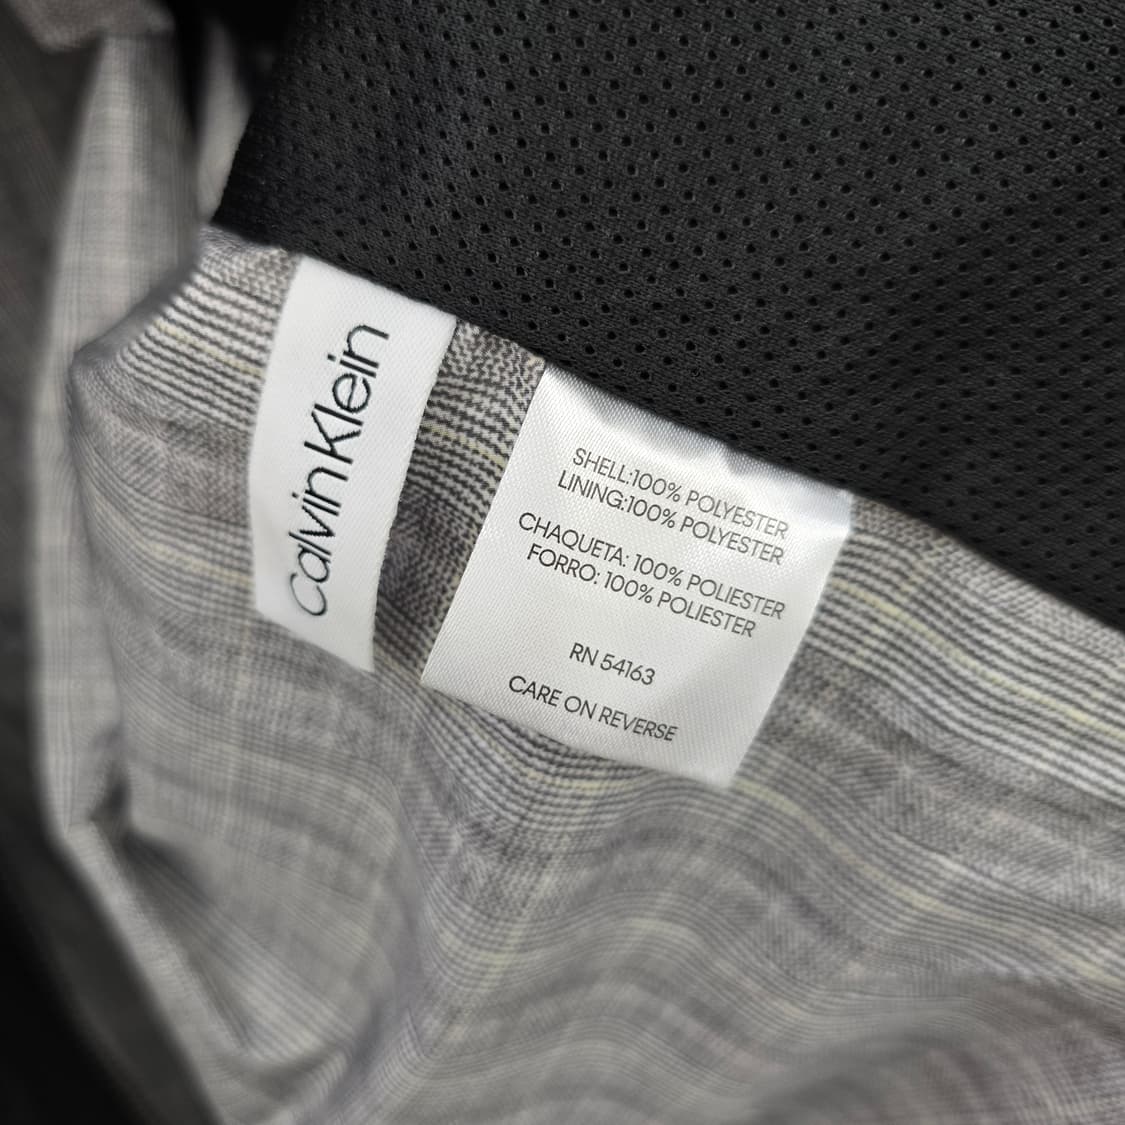 Calvin Klein
SHELL:100% POLYESTER
LINING:100% POLYESTER
CHAQUETA: 100% POLIESTER
FORRO: 100% POLIESTER
RN 54163
CARE ON REVERSE